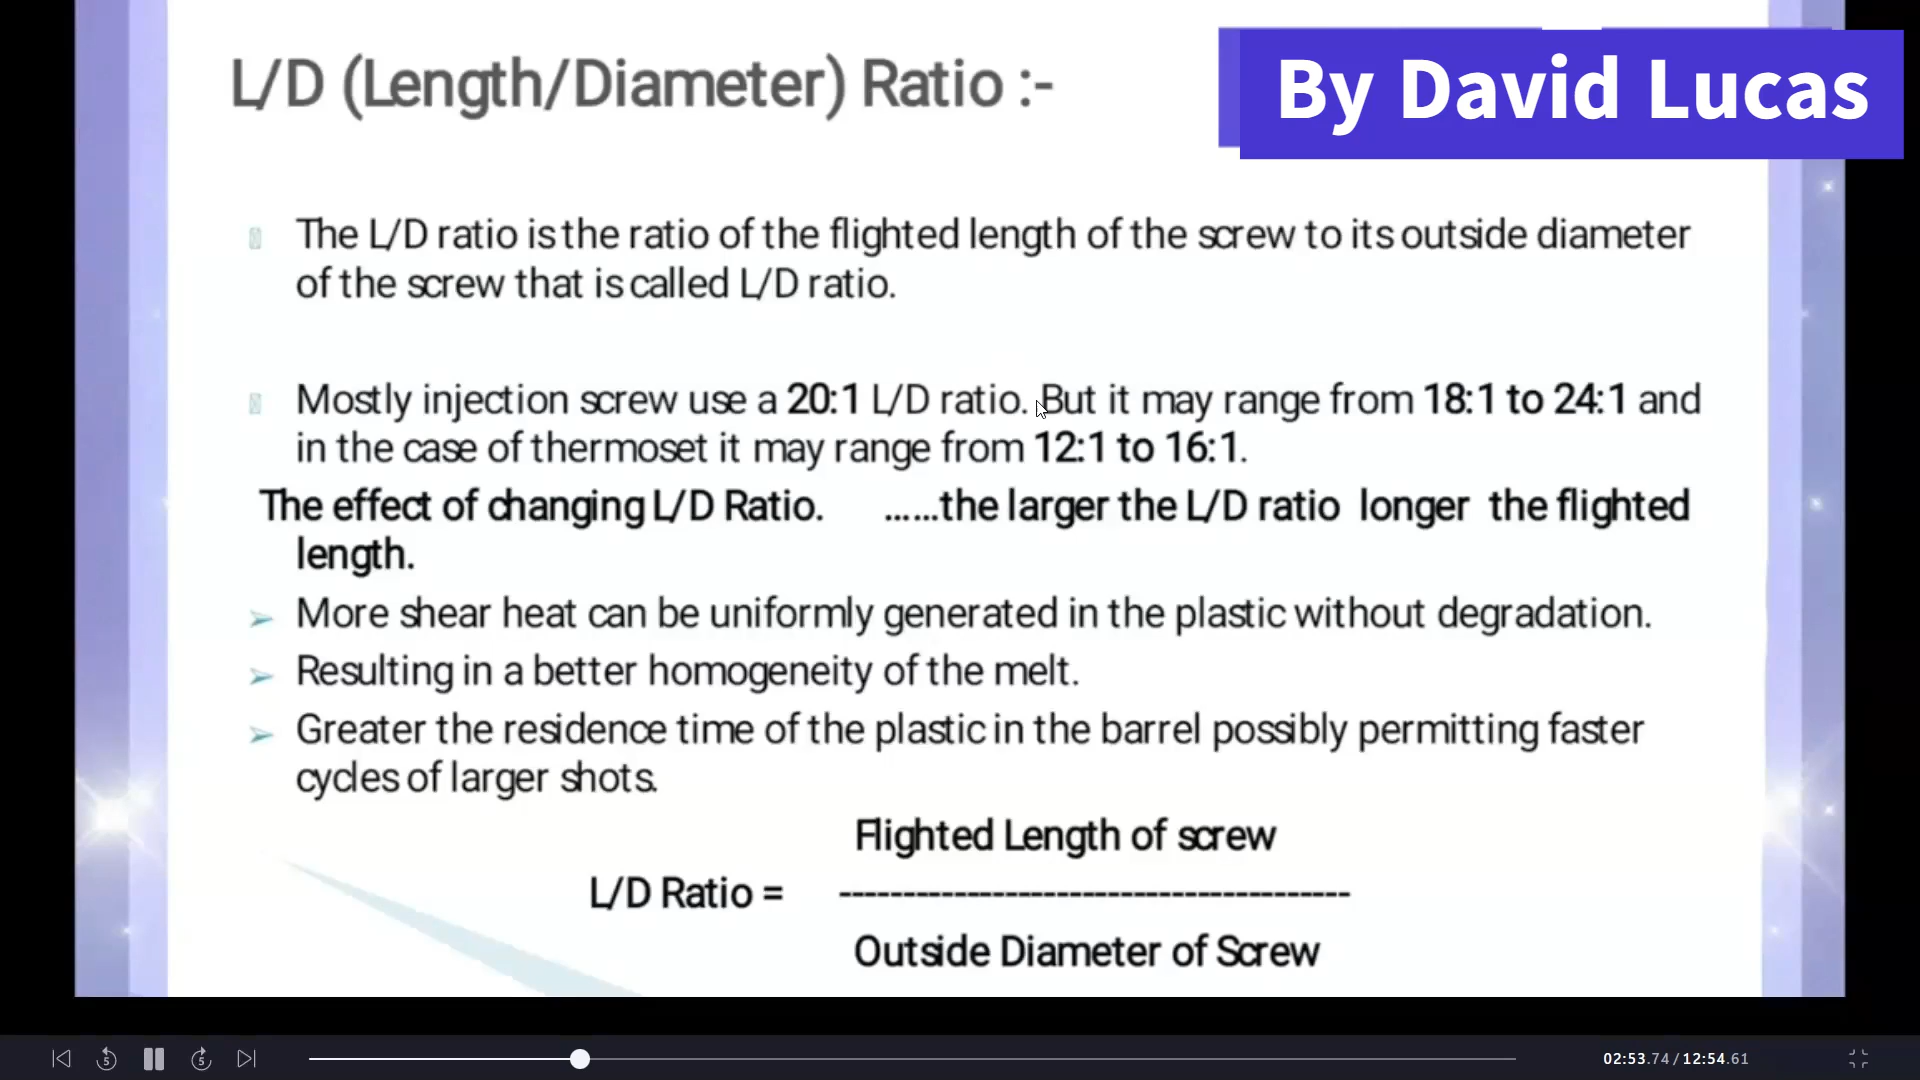 L/D (Length/Diameter) Ratio :-
By David Lucas
The L/D ratio is the ratio of the flighted length of the screw to its outside diameter
of the screw that is called L/D ratio.
Mostly injection screw use a 20:1 L/D ratio. But it may range from 18:1 to 24:1 and
in the case of thermoset it may range from 12:1 to 16:1.
The effect of changing L/D Ratio. ......the larger the L/D ratio longer the flighted
length.
➢ More shear heat can be uniformly generated in the plastic without degradation.
➢ Resulting in a better homogeneity of the melt.
➢ Greater the residence time of the plastic in the barrel possibly permitting faster
cycles of larger shots.
Flighted Length of screw
L/D Ratio = ----------------------------------------
Outside Diameter of Screw
5 5 02:53.74 / 12:54.61